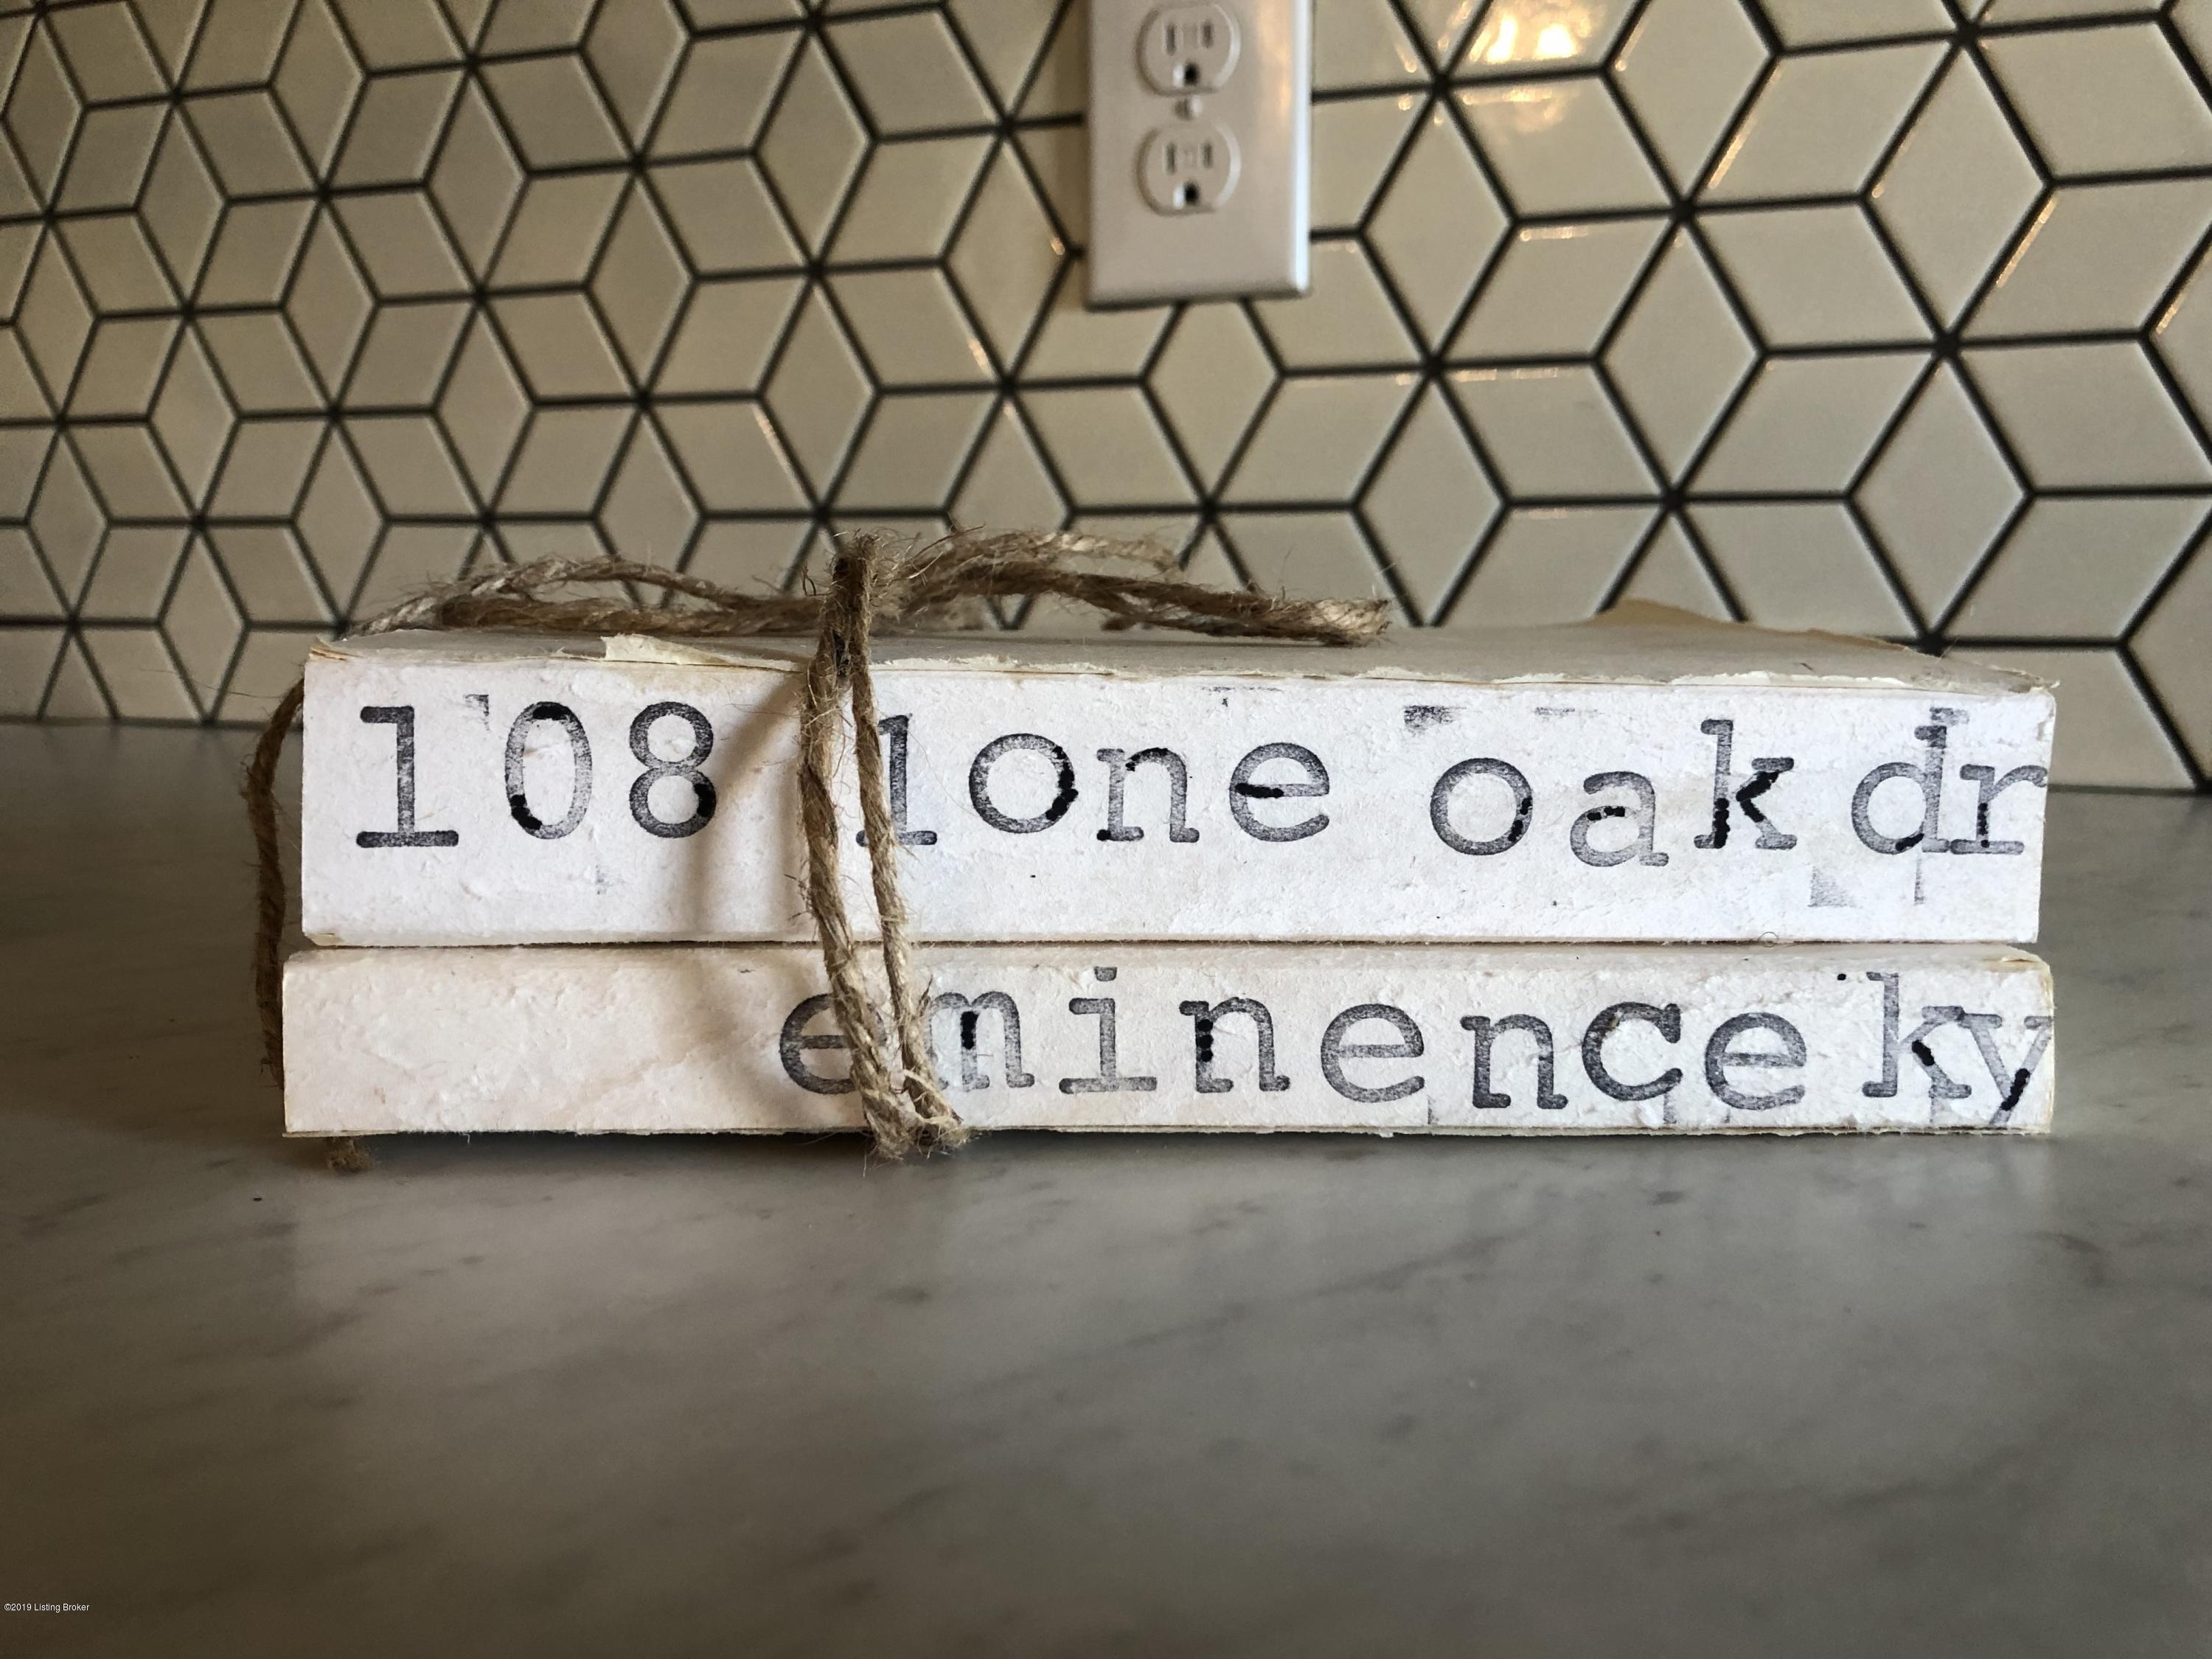 108 lone oak dr
eminence ky
©2019 Listing Broker